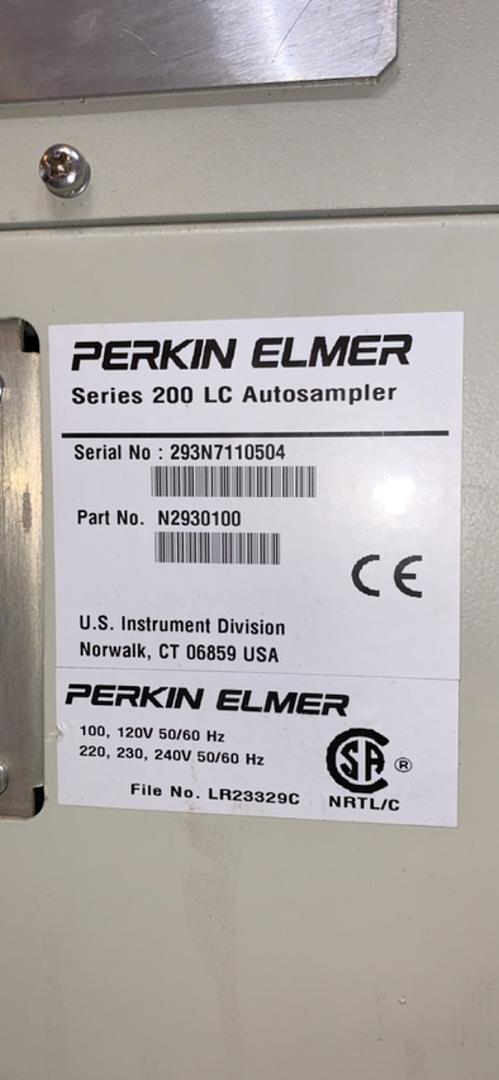 PERKIN ELMER
Series 200 LC Autosampler
Serial No : 293N7110504
Part No. N2930100
CE
U.S. Instrument Division
Norwalk, CT 06859 USA
PERKIN ELMER
100, 120V 50/60 Hz
220, 230, 240V 50/60 Hz
SA ®
File No. LR23329C
NRTL/C